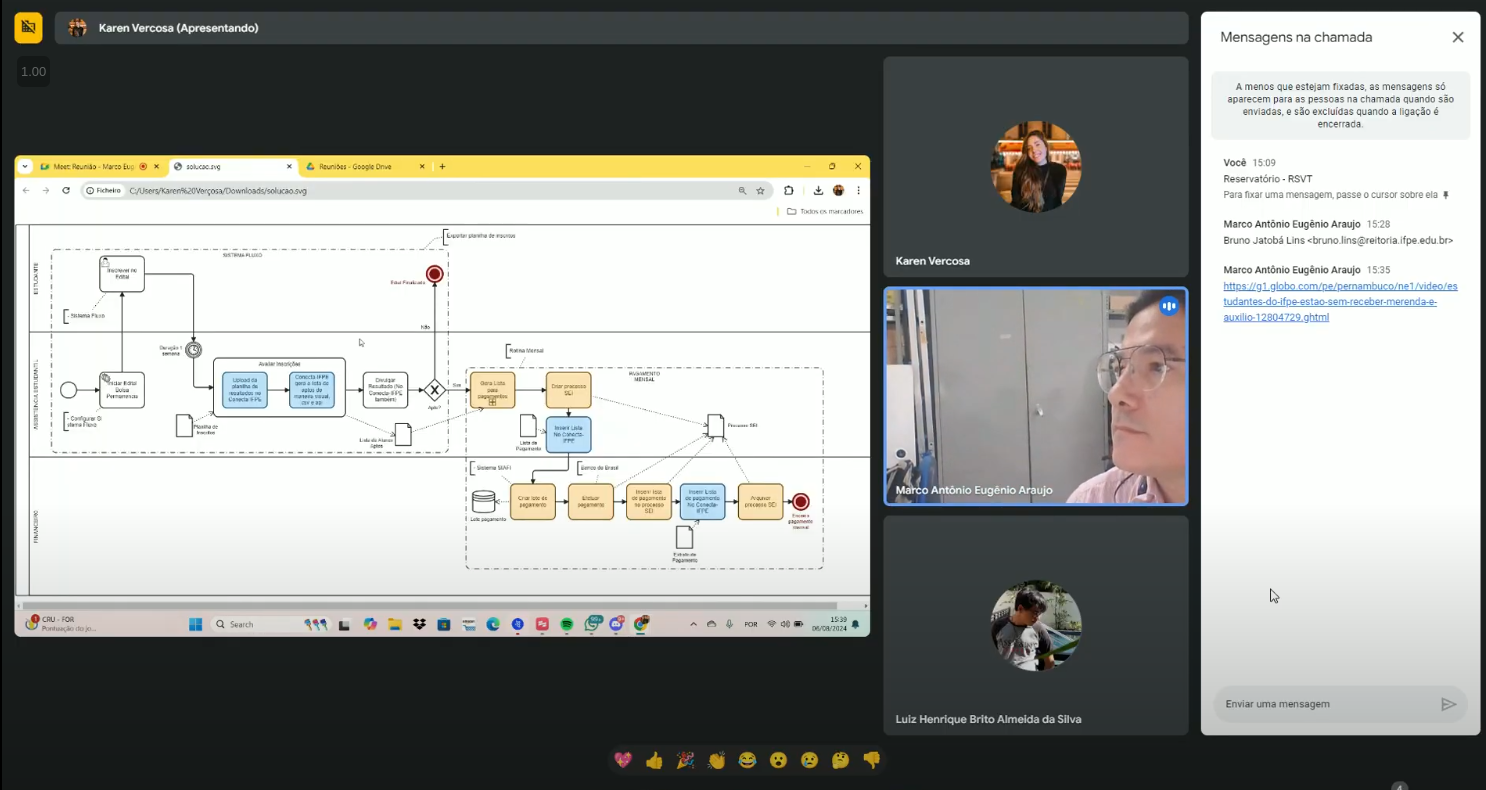 Karen Vercosa (Apresentando)
1.00
Meet Reunião - Marco Eug
solucao.svg
Reuniões - Google Drive
Ficheiro
C:/Users/Karen%20Verçosa/Downloads/solucao.svg
Todos os marcadores
Exportar planilha de inscritos
SISTEMA FLUXO
ESTUDANTE
Inscrever no
Edital
- Sistema Fluxo
Edital Finalizado
Não
Duração 1
semana
ASSISTENCIA ESTUDANTIL
Iniciar Edital
Bolsa
Permanencia
Avaliar Inscrições
Upload da
planilha de
resultados no
Conecta-IFPE
Conecta IFPE
gera a lista de
aptos de
maneira visual,
Divulgar
Resultado (No
Conecta-IFPE
também)
Apto?
Sim
Planilha de
Inscritos
Lista de Alunos
Aptos
Rotina Mensal
PAGAMENTO
MENSAL
Gera Lista
para
pagamentos
Criar processo
SEI
Lista de
Pagamento
Inserir Lista
No Conecta-
IFPE
Processo SEI
FINANCEIRO
- Sistema SIAFI
Banco do Brasil
Lote pagamento
Criar lote de
pagamento
Efetuar
pagamento
Inserir lista
de pagamento
no processo
SEI
Inserir Lista
de pagamento
No Conecta-
IFPE
Arquivar
processo SEI
Encerra
pagamento
mensal
Extrato de
Pagamento
CRU - FOR
Pontuação do jo...
Search
POR
15:39
06/08/2024
Karen Vercosa
Marco Antônio Eugênio Araujo
Luiz Henrique Brito Almeida da Silva
Mensagens na chamada
A menos que estejam fixadas, as mensagens só
aparecem para as pessoas na chamada quando são
enviadas, e são excluídas quando a ligação é
encerrada.
Você 15:09
Reservatório - RSVT
Para fixar uma mensagem, passe o cursor sobre ela
Marco Antônio Eugênio Araujo 15:28
Bruno Jatobá Lins <bruno.lins@reitoria.ifpe.edu.br>
Marco Antônio Eugênio Araujo 15:35
https://g1.globo.com/pe/pernambuco/ne1/video/es
tudantes-do-ifpe-estao-sem-receber-merenda-e-
auxilio-12804729.ghtml
Enviar uma mensagem